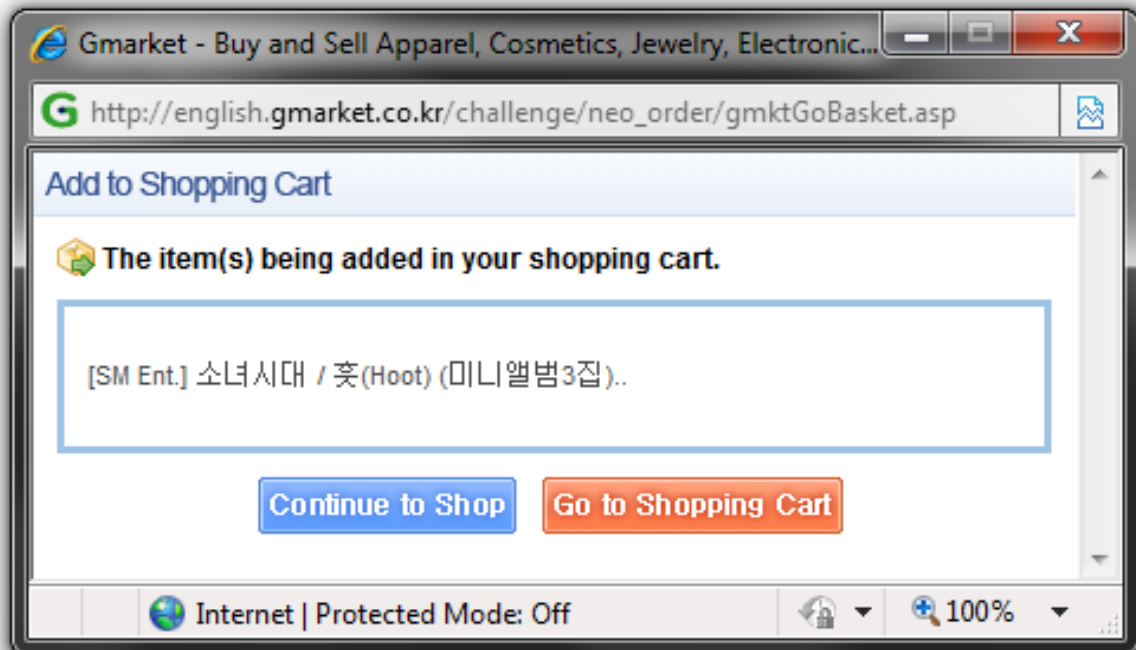 Gmarket - Buy and Sell Apparel, Cosmetics, Jewelry, Electronic...
http://english.gmarket.co.kr/challenge/neo_order/gmktGoBasket.asp
Add to Shopping Cart
The item(s) being added in your shopping cart.
[SM Ent.] 소녀시대 / 훗(Hoot) (미니앨범3집)..
Continue to Shop
Go to Shopping Cart
Internet | Protected Mode: Off
100%